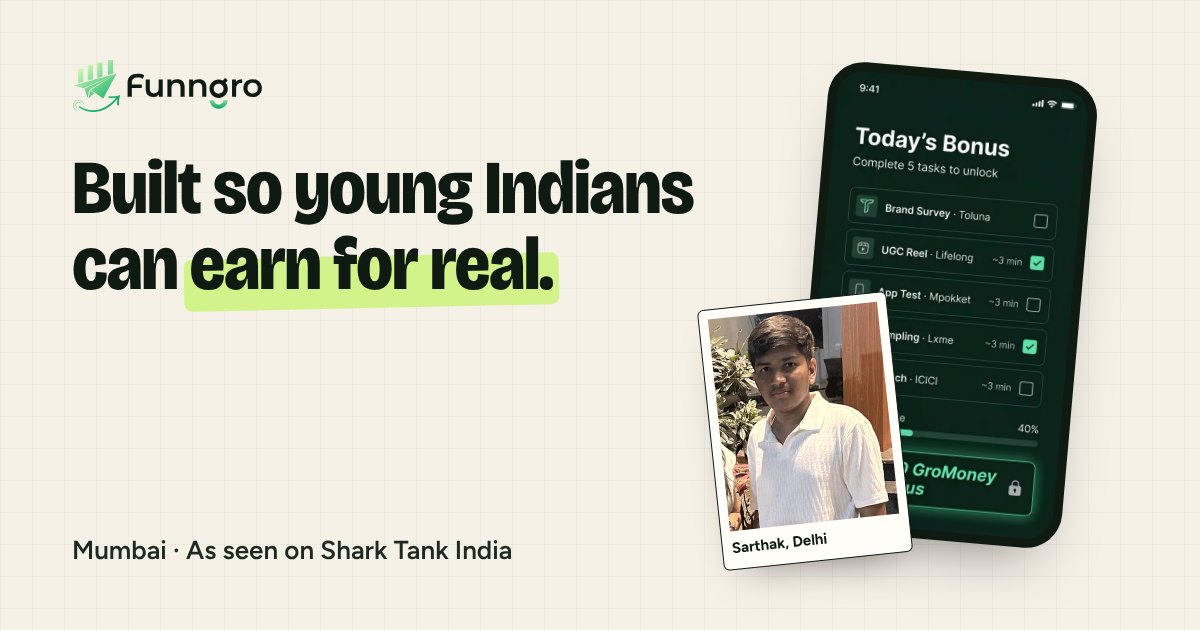 Funngro
Built so young Indians
can earn for real.
Mumbai · As seen on Shark Tank India
9:41
Today's Bonus
Complete 5 tasks to unlock
Brand Survey · Toluna
UGC Reel · Lifelong ~3 min
App Test · Mpokket ~3 min
· Lxme ~3 min
· ICICI ~3 min
40%
GroMoney
Sarthak, Delhi